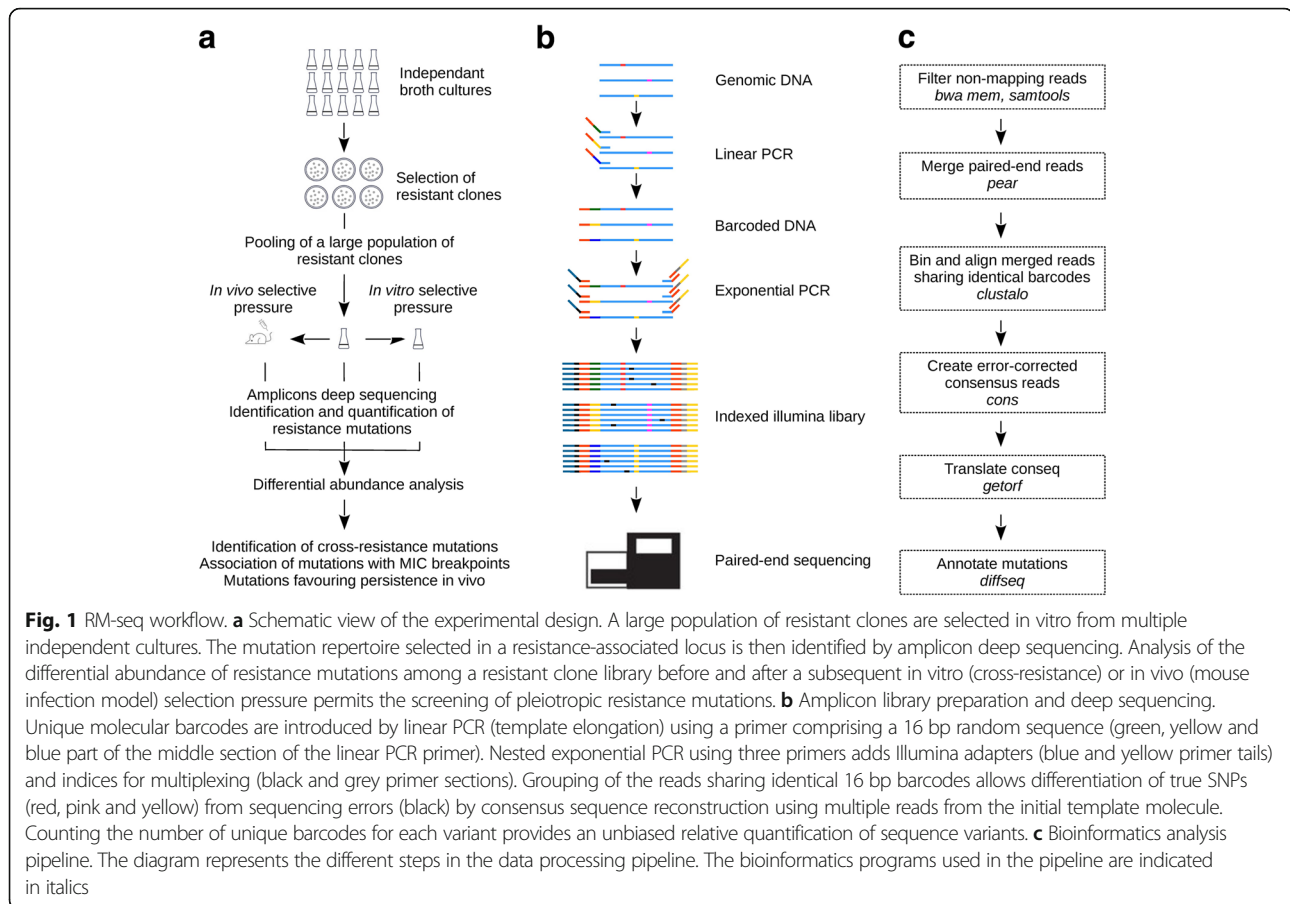 a
Independant
broth cultures
Selection of
resistant clones
Pooling of a large population of
resistant clones
In vivo selective
pressure
In vitro selective
pressure
Amplicons deep sequencing
Identification and quantification of
resistance mutations
Differential abundance analysis
Identification of cross-resistance mutations
Association of mutations with MIC breakpoints
Mutations favouring persistence in vivo
b
Genomic DNA
Linear PCR
Barcoded DNA
Exponential PCR
Indexed illumina libary
Paired-end sequencing
c
Filter non-mapping reads
bwa mem, samtools
Merge paired-end reads
pear
Bin and align merged reads
sharing identical barcodes
clustalo
Create error-corrected
consensus reads
cons
Translate conseq
getorf
Annotate mutations
diffseq
Fig. 1 RM-seq workflow. a Schematic view of the experimental design. A large population of resistant clones are selected in vitro from multiple
independent cultures. The mutation repertoire selected in a resistance-associated locus is then identified by amplicon deep sequencing. Analysis of the
differential abundance of resistance mutations among a resistant clone library before and after a subsequent in vitro (cross-resistance) or in vivo (mouse
infection model) selection pressure permits the screening of pleiotropic resistance mutations. b Amplicon library preparation and deep sequencing.
Unique molecular barcodes are introduced by linear PCR (template elongation) using a primer comprising a 16 bp random sequence (green, yellow and
blue part of the middle section of the linear PCR primer). Nested exponential PCR using three primers adds Illumina adapters (blue and yellow primer tails)
and indices for multiplexing (black and grey primer sections). Grouping of the reads sharing identical 16 bp barcodes allows differentiation of true SNPs
(red, pink and yellow) from sequencing errors (black) by consensus sequence reconstruction using multiple reads from the initial template molecule.
Counting the number of unique barcodes for each variant provides an unbiased relative quantification of sequence variants. c Bioinformatics analysis
pipeline. The diagram represents the different steps in the data processing pipeline. The bioinformatics programs used in the pipeline are indicated
in italics